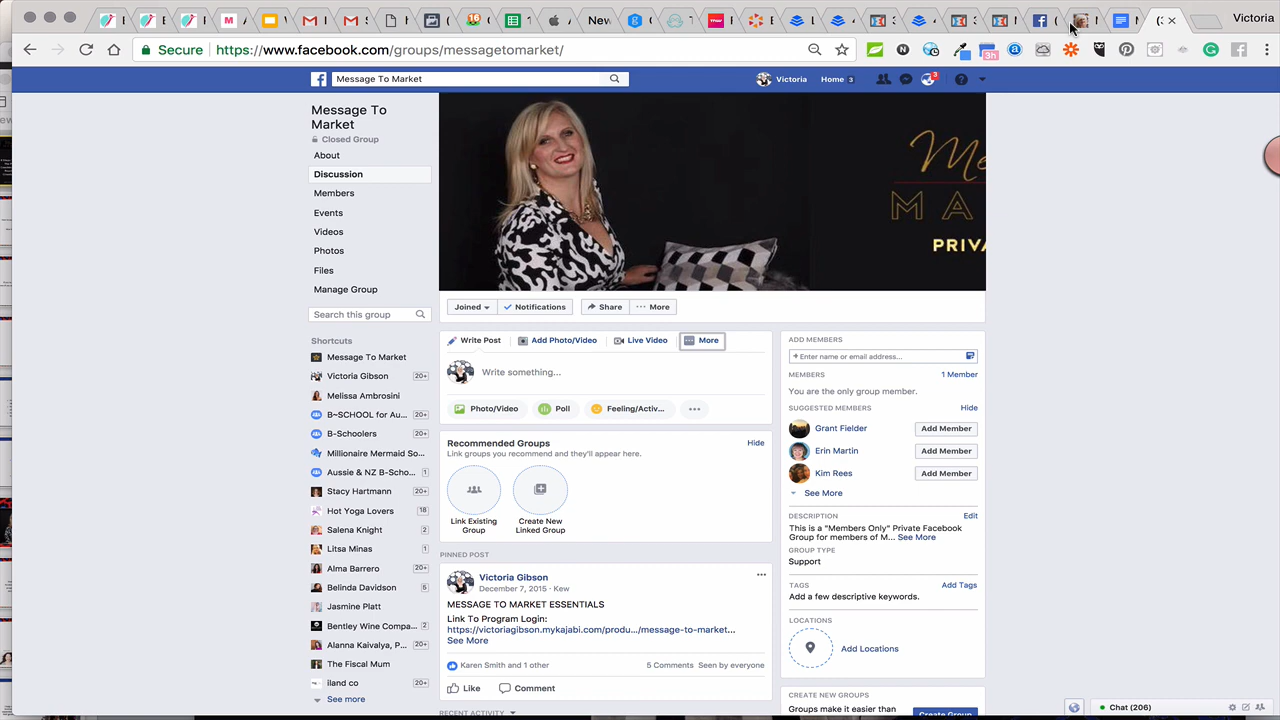 Victoria
Secure
https://www.facebook.com/groups/messagetomarket/
3h
Message To Market
Victoria
Home 3
3
Message To
Market
Closed Group
About
Discussion
Members
Events
Videos
Photos
Files
Manage Group
Search this group
Shortcuts
Message To Market
Victoria Gibson 20+
Melissa Ambrosini
B-SCHOOL for Au... 20+
B-Schoolers 20+
Millionaire Mermaid So...
Aussie & NZ B-Scho... 1
Stacy Hartmann 20+
Hot Yoga Lovers 18
Salena Knight 2
Litsa Minas 1
Alma Barrero 20+
Belinda Davidson 5
Jasmine Platt
Bentley Wine Compa...
Alanna Kaivalya, P... 20+
The Fiscal Mum
iland co 20+
See more
Me
MA
PRIVA
Joined
Notifications
Share
More
Write Post
Add Photo/Video
Live Video
More
Write something...
Photo/Video
Poll
Feeling/Activ...
Recommended Groups
Hide
Link groups you recommend and they'll appear here.
Link Existing
Group
Create New
Linked Group
PINNED POST
Victoria Gibson
December 7, 2015 · Kew
MESSAGE TO MARKET ESSENTIALS
Link To Program Login:
https://victoriagibson.mykajabi.com/produ.../message-to-market...
See More
Karen Smith and 1 other
5 Comments Seen by everyone
Like
Comment
RECENT ACTIVITY
ADD MEMBERS
+ Enter name or email address...
MEMBERS
1 Member
You are the only group member.
SUGGESTED MEMBERS
Hide
Grant Fielder
Add Member
Erin Martin
Add Member
Kim Rees
Add Member
See More
DESCRIPTION
Edit
This is a "Members Only" Private Facebook
Group for members of M... See More
GROUP TYPE
Support
TAGS
Add Tags
Add a few descriptive keywords.
LOCATIONS
Add Locations
CREATE NEW GROUPS
Groups make it easier than
Create Group
Chat (206)